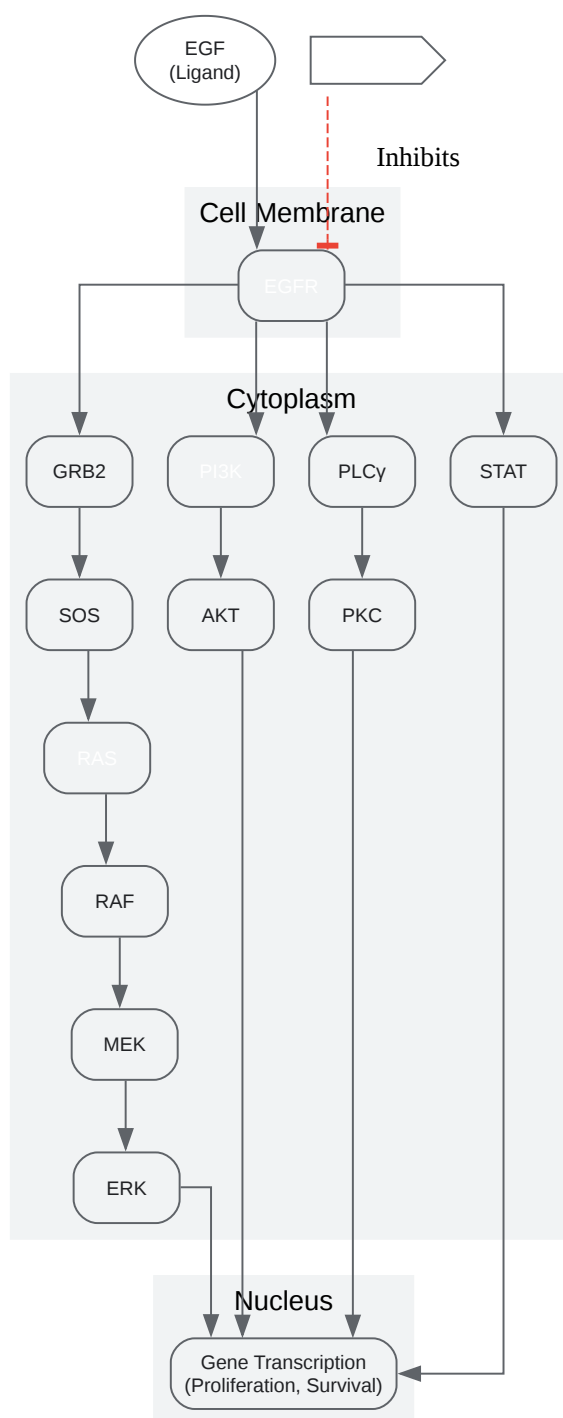 EGF
(Ligand)
Inhibits
Cell Membrane
EGFR
Cytoplasm
GRB2
PI3K
PLCγ
STAT
SOS
AKT
PKC
RAS
RAF
MEK
ERK
Nucleus
Gene Transcription
(Proliferation, Survival)